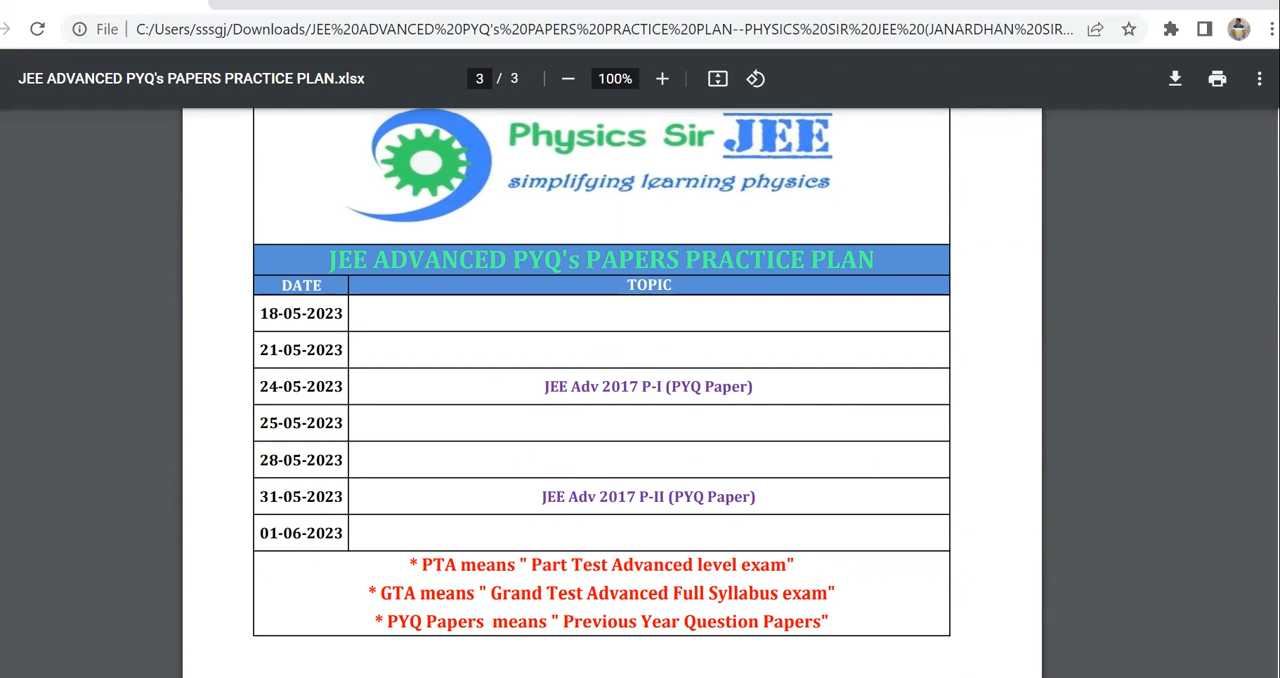 File
C:/Users/sssgj/Downloads/JEE%20ADVANCED%20PYQ's%20PAPERS%20PRACTICE%20PLAN--PHYSICS%20SIR%20JEE%20(JANARDHAN%20SIR...
JEE ADVANCED PYQ's PAPERS PRACTICE PLAN.xlsx
3 / 3
100%
Physics Sir JEE
simplifying learning physics
JEE ADVANCED PYQ's PAPERS PRACTICE PLAN
DATE TOPIC
18-05-2023
21-05-2023
24-05-2023 JEE Adv 2017 P-I (PYQ Paper)
25-05-2023
28-05-2023
31-05-2023 JEE Adv 2017 P-II (PYQ Paper)
01-06-2023
* PTA means " Part Test Advanced level exam"
* GTA means " Grand Test Advanced Full Syllabus exam"
* PYQ Papers means " Previous Year Question Papers"